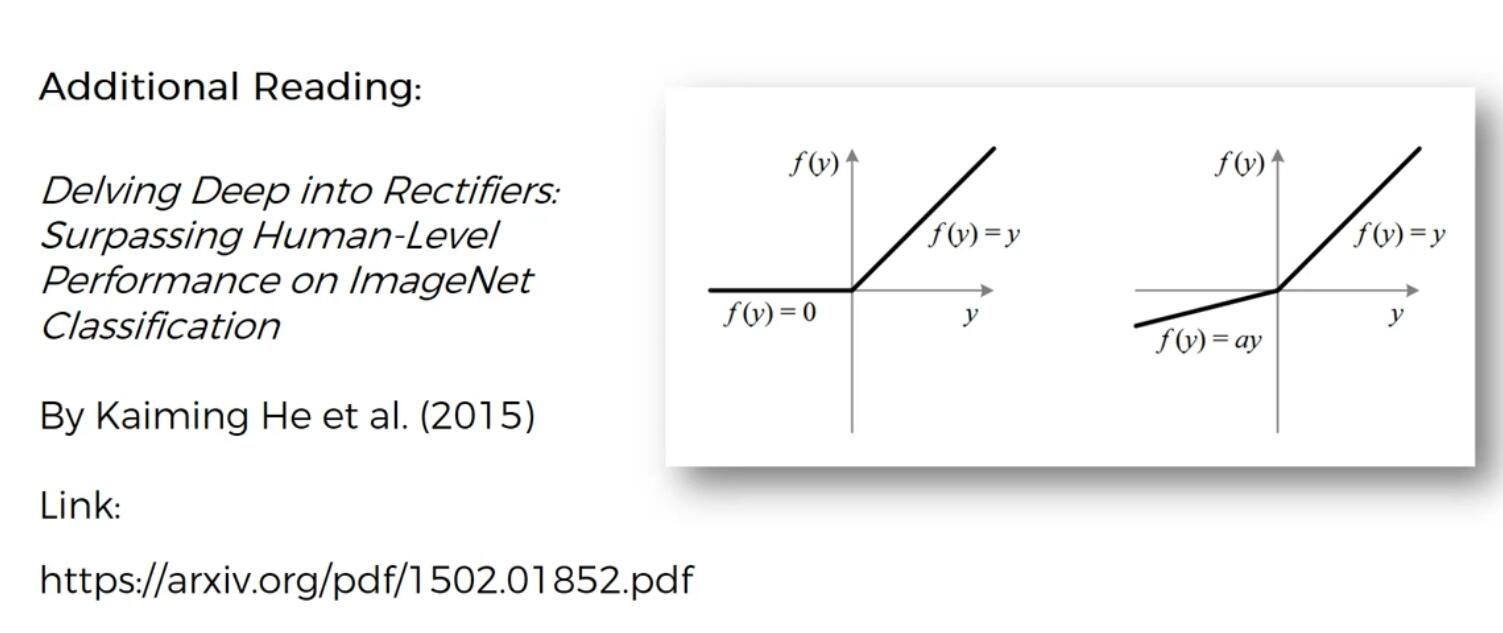 Additional Reading:
Delving Deep into Rectifiers:
Surpassing Human-Level
Performance on ImageNet
Classification
By Kaiming He et al. (2015)
Link:
https://arxiv.org/pdf/1502.01852.pdf
f(y)
f(y) = y
f(y) = 0
y
f(y)
f(y) = y
y
f(y) = ay